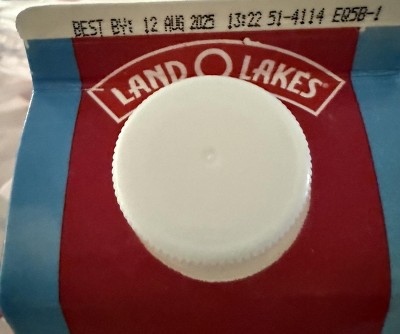 BEST BY: 12 AUG 2025 13:22 51-4114 EQ5B-1
LAND O LAKES®